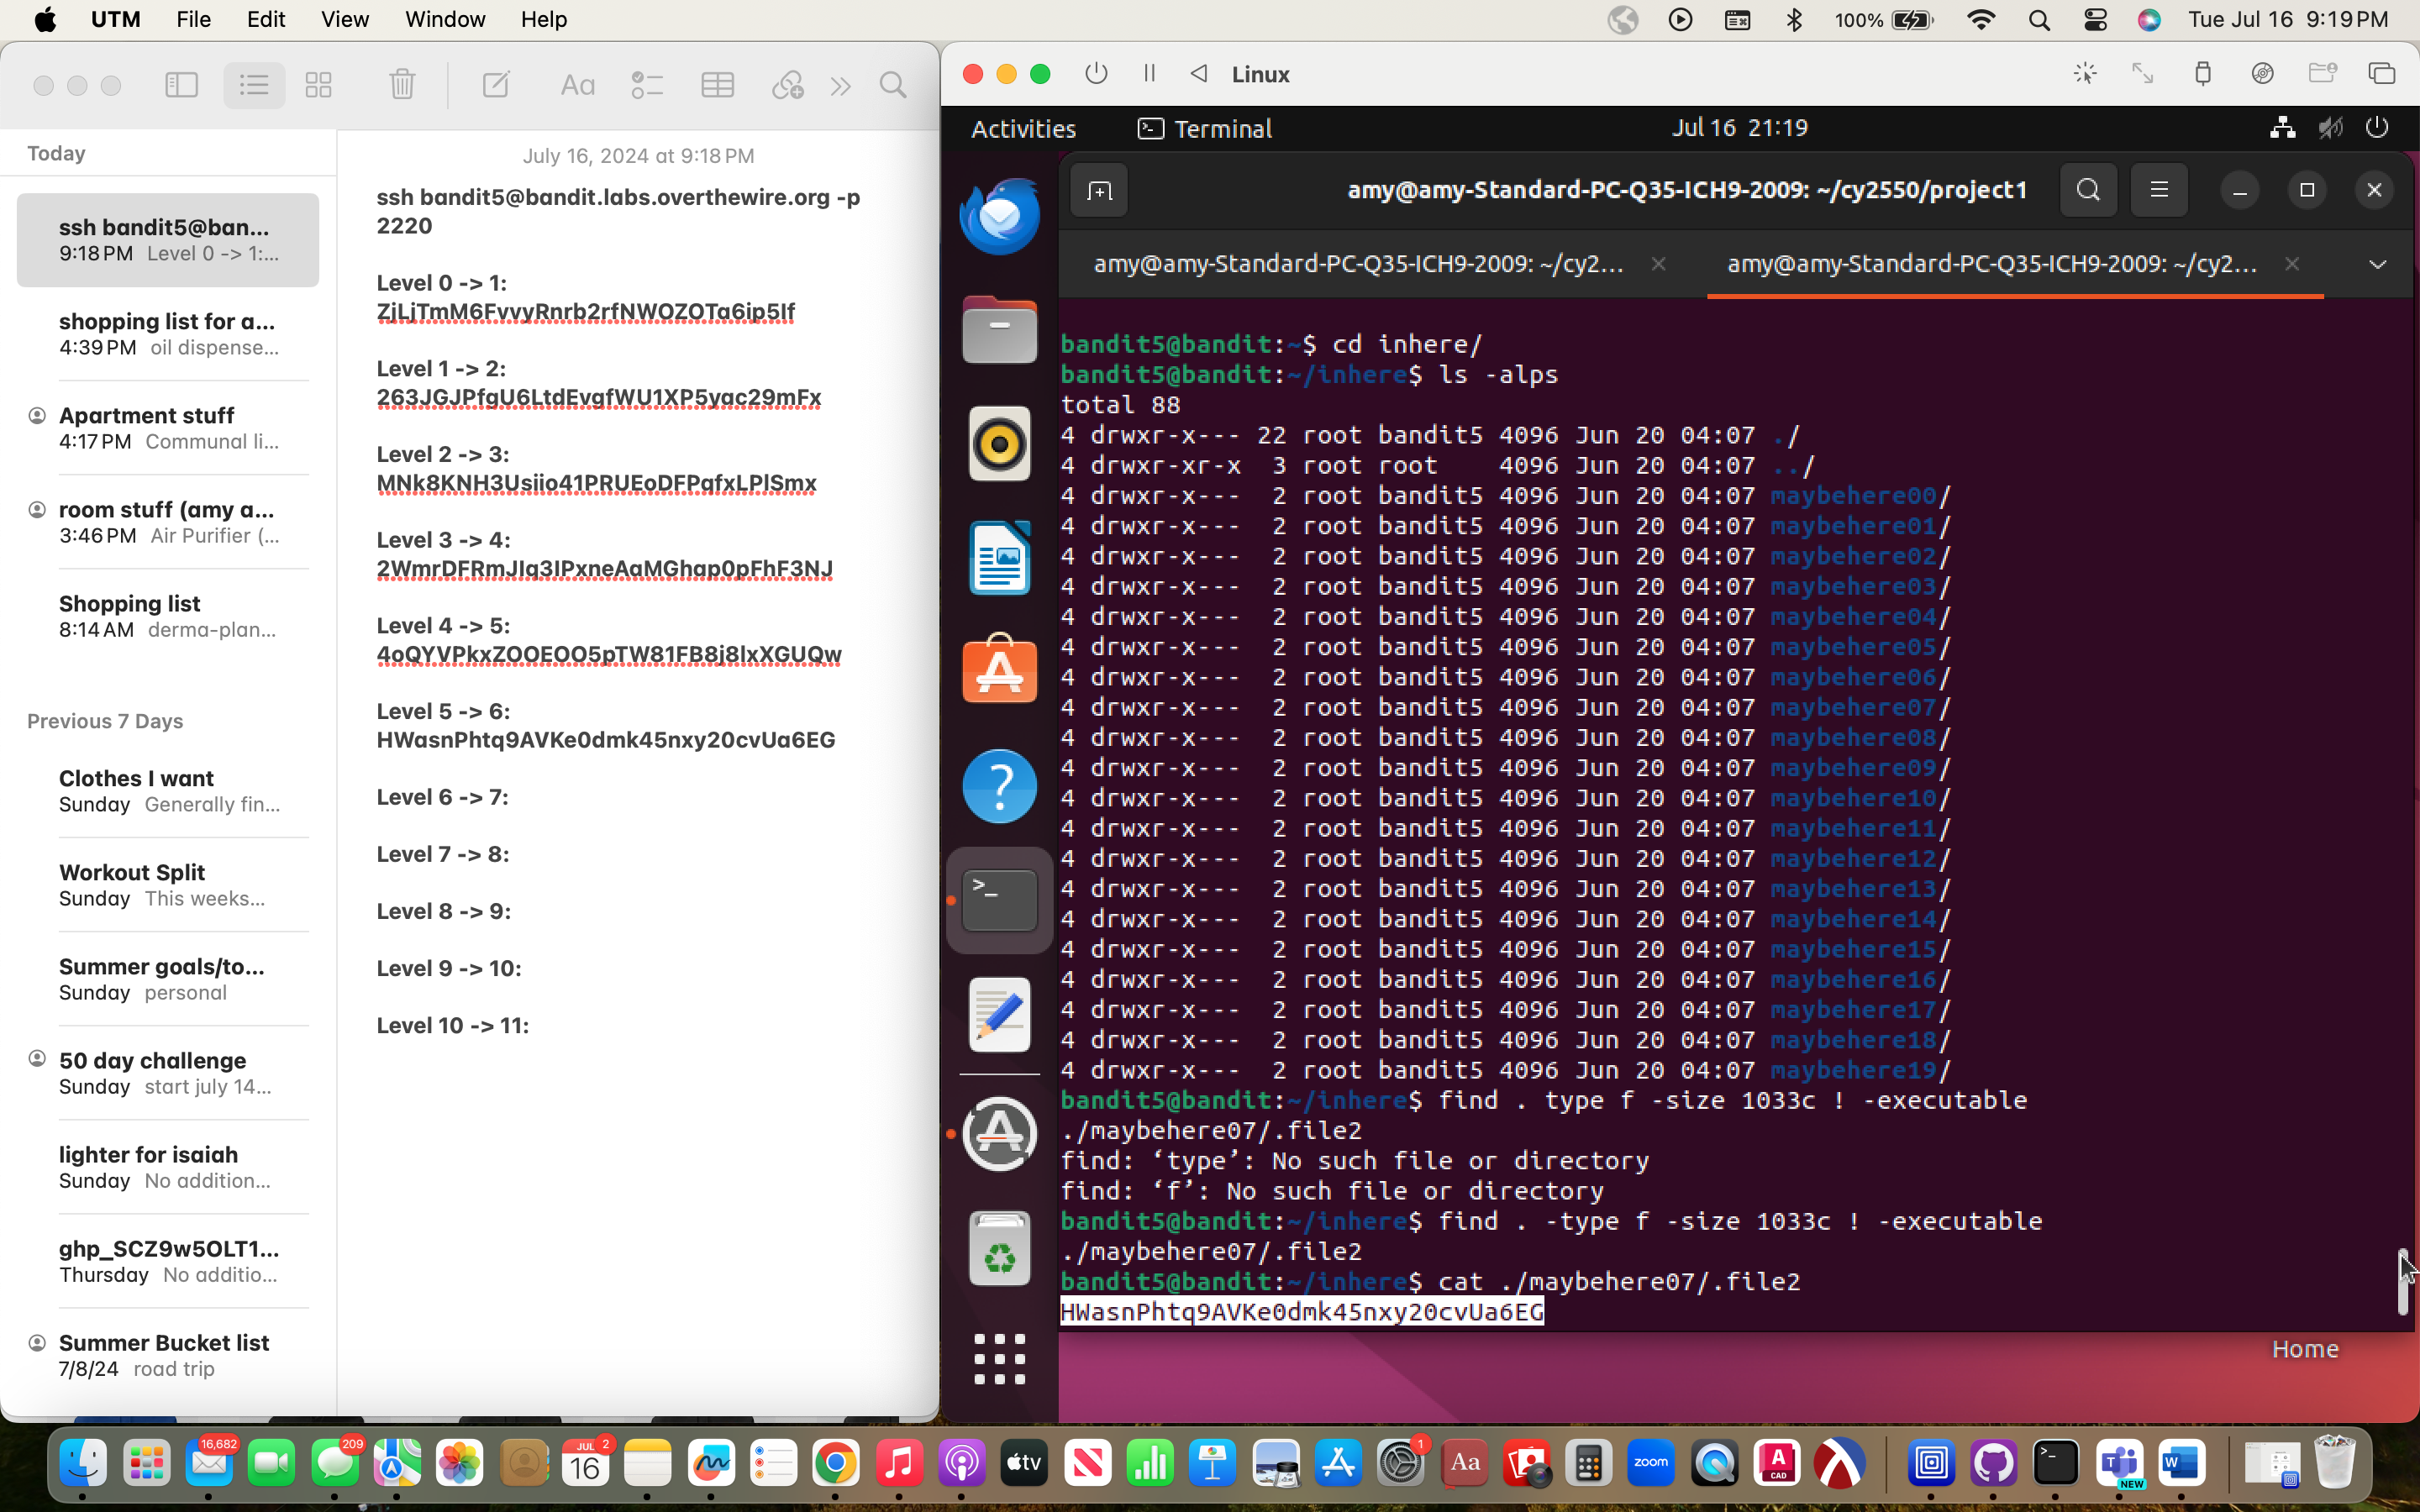 UTM File Edit View Window Help
100% Tue Jul 16 9:19 PM
Aa
Today
ssh bandit5@ban...
9:18 PM Level 0 -> 1:...
shopping list for a...
4:39 PM oil dispense...
Apartment stuff
4:17 PM Communal li...
room stuff (amy a...
3:46 PM Air Purifier (...
Shopping list
8:14 AM derma-plan...
Previous 7 Days
Clothes I want
Sunday Generally fin...
Workout Split
Sunday This weeks...
Summer goals/to...
Sunday personal
50 day challenge
Sunday start july 14...
lighter for isaiah
Sunday No addition...
ghp_SCZ9w5OLT1...
Thursday No additio...
Summer Bucket list
7/8/24 road trip
July 16, 2024 at 9:18 PM
ssh bandit5@bandit.labs.overthewire.org -p
2220
Level 0 -> 1:
ZjLjTmM6FvvyRnrb2rfNWOZOTa6ip5If
Level 1 -> 2:
263JGJPfgU6LtdEvgfWU1XP5yac29mFx
Level 2 -> 3:
MNk8KNH3Usiio41PRUEoDFPqfxLPlSmx
Level 3 -> 4:
2WmrDFRmJIq3IPxneAaMGhap0pFhF3NJ
Level 4 -> 5:
4oQYVPkxZOOEOO5pTW81FB8j8lxXGUQw
Level 5 -> 6:
HWasnPhtq9AVKe0dmk45nxy20cvUa6EG
Level 6 -> 7:
Level 7 -> 8:
Level 8 -> 9:
Level 9 -> 10:
Level 10 -> 11:
Linux
Activities Terminal Jul 16 21:19
amy@amy-Standard-PC-Q35-ICH9-2009: ~/cy2550/project1
amy@amy-Standard-PC-Q35-ICH9-2009: ~/cy2... amy@amy-Standard-PC-Q35-ICH9-2009: ~/cy2...
bandit5@bandit:~$ cd inhere/
bandit5@bandit:~/inhere$ ls -alps
total 88
4 drwxr-x--- 22 root bandit5 4096 Jun 20 04:07 ./
4 drwxr-xr-x 3 root root 4096 Jun 20 04:07 ../
4 drwxr-x--- 2 root bandit5 4096 Jun 20 04:07 maybehere00/
4 drwxr-x--- 2 root bandit5 4096 Jun 20 04:07 maybehere01/
4 drwxr-x--- 2 root bandit5 4096 Jun 20 04:07 maybehere02/
4 drwxr-x--- 2 root bandit5 4096 Jun 20 04:07 maybehere03/
4 drwxr-x--- 2 root bandit5 4096 Jun 20 04:07 maybehere04/
4 drwxr-x--- 2 root bandit5 4096 Jun 20 04:07 maybehere05/
4 drwxr-x--- 2 root bandit5 4096 Jun 20 04:07 maybehere06/
4 drwxr-x--- 2 root bandit5 4096 Jun 20 04:07 maybehere07/
4 drwxr-x--- 2 root bandit5 4096 Jun 20 04:07 maybehere08/
4 drwxr-x--- 2 root bandit5 4096 Jun 20 04:07 maybehere09/
4 drwxr-x--- 2 root bandit5 4096 Jun 20 04:07 maybehere10/
4 drwxr-x--- 2 root bandit5 4096 Jun 20 04:07 maybehere11/
4 drwxr-x--- 2 root bandit5 4096 Jun 20 04:07 maybehere12/
4 drwxr-x--- 2 root bandit5 4096 Jun 20 04:07 maybehere13/
4 drwxr-x--- 2 root bandit5 4096 Jun 20 04:07 maybehere14/
4 drwxr-x--- 2 root bandit5 4096 Jun 20 04:07 maybehere15/
4 drwxr-x--- 2 root bandit5 4096 Jun 20 04:07 maybehere16/
4 drwxr-x--- 2 root bandit5 4096 Jun 20 04:07 maybehere17/
4 drwxr-x--- 2 root bandit5 4096 Jun 20 04:07 maybehere18/
4 drwxr-x--- 2 root bandit5 4096 Jun 20 04:07 maybehere19/
bandit5@bandit:~/inhere$ find . type f -size 1033c ! -executable
./maybehere07/.file2
find: ‘type’: No such file or directory
find: ‘f’: No such file or directory
bandit5@bandit:~/inhere$ find . -type f -size 1033c ! -executable
./maybehere07/.file2
bandit5@bandit:~/inhere$ cat ./maybehere07/.file2
HWasnPhtq9AVKe0dmk45nxy20cvUa6EG
Home
16,682 209 JUL 2 16 tv 1 Aa zoom A CAD T NEW W